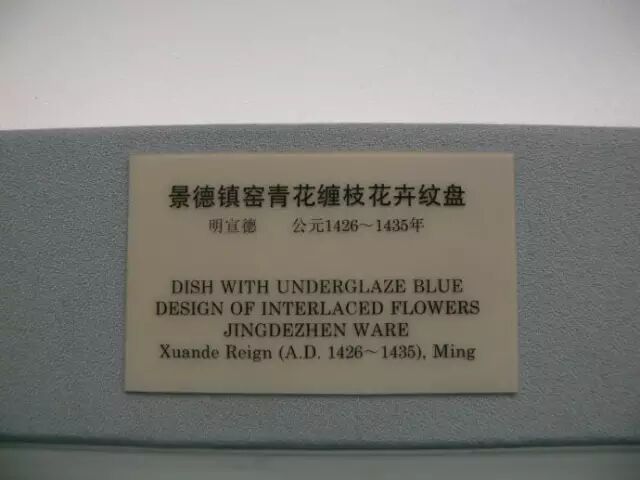 景德镇窑青花缠枝花卉纹盘
明宣德　　公元1426～1435年
DISH WITH UNDERGLAZE BLUE
DESIGN OF INTERLACED FLOWERS
JINGDEZHEN WARE
Xuande Reign (A.D. 1426～1435), Ming